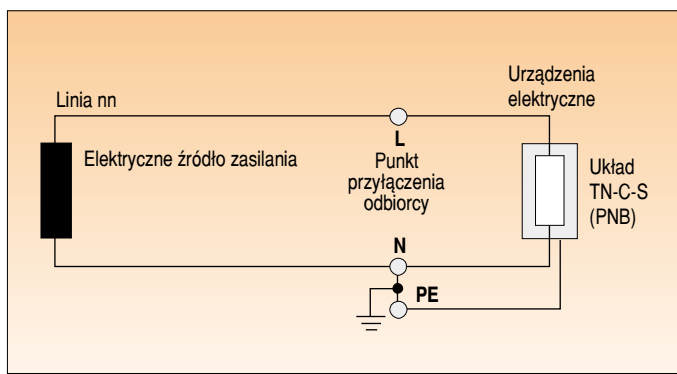 Urządzenia
elektryczne
Linia nn
L
Elektryczne źródło zasilania
Punkt
przyłączenia
odbiorcy
Układ
TN-C-S
(PNB)
N
PE